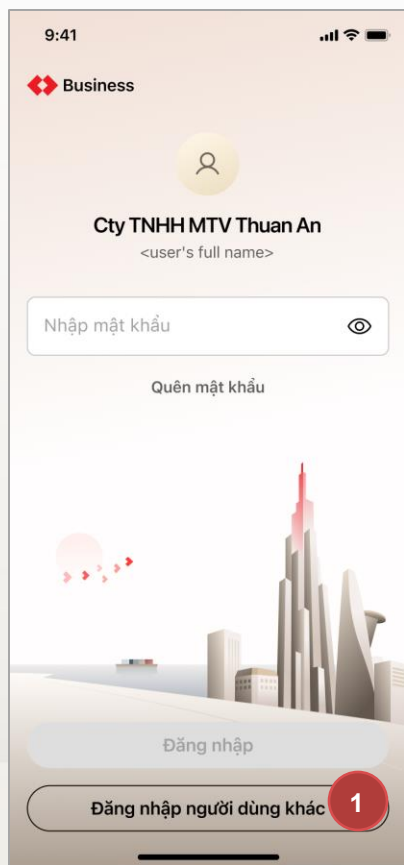 9:41
Business
Cty TNHH MTV Thuan An
<user's full name>
Nhập mật khẩu
Quên mật khẩu
Đăng nhập
Đăng nhập người dùng khác
1